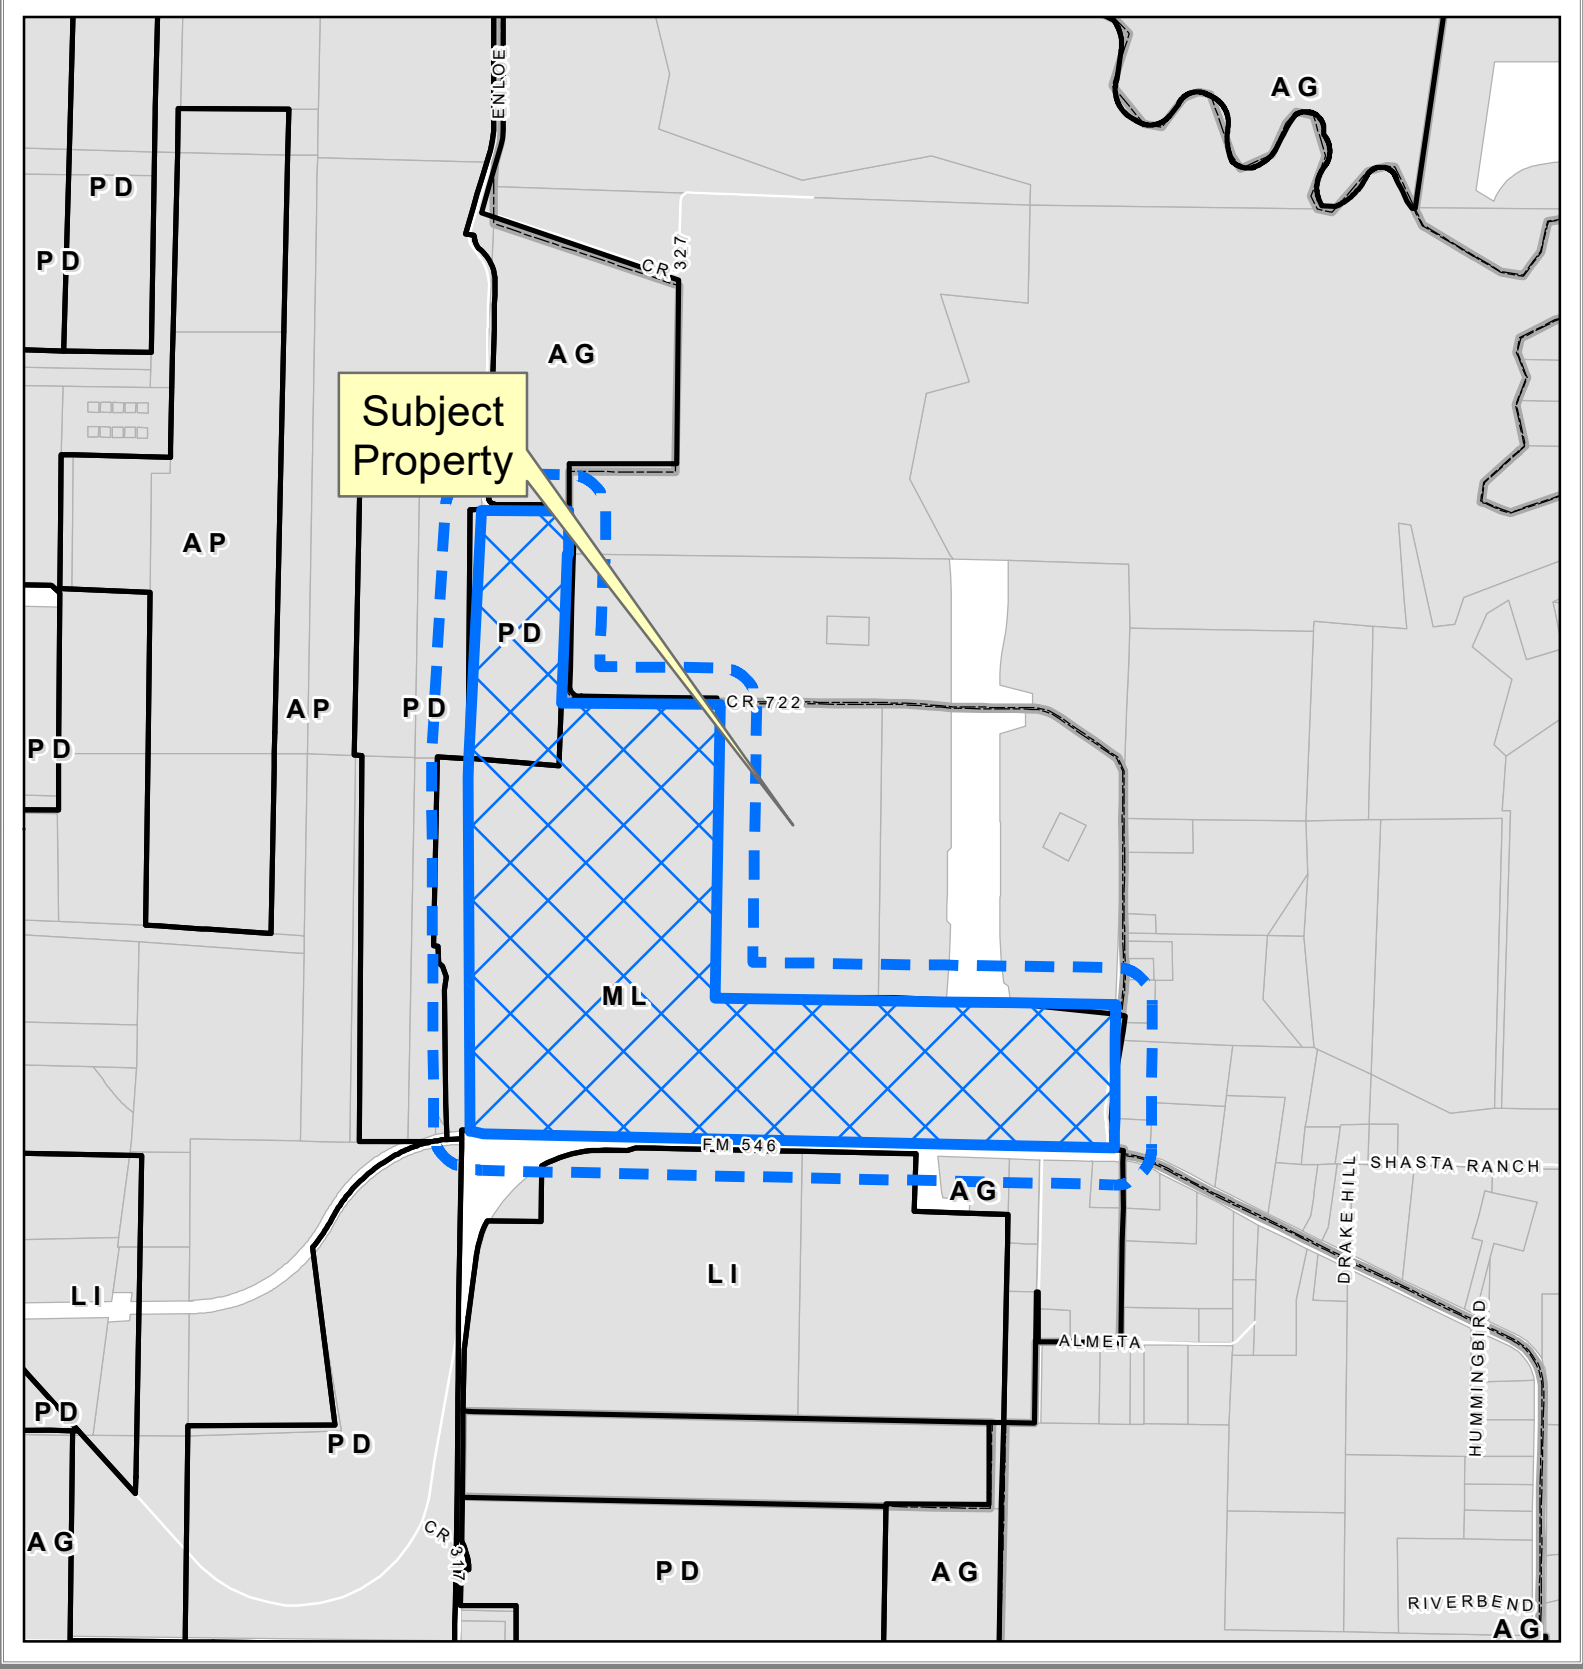 ENLOE
AG
PD
PD
CR 327
AG
Subject
Property
AP
PD
AP
PD
CR 722
PD
ML
FM 546
SHASTA RANCH
AG
DRAKE HILL
LI
LI
ALMETA
HUMMINGBIRD
PD
PD
CR 317
AG
PD
AG
RIVERBEND
AG